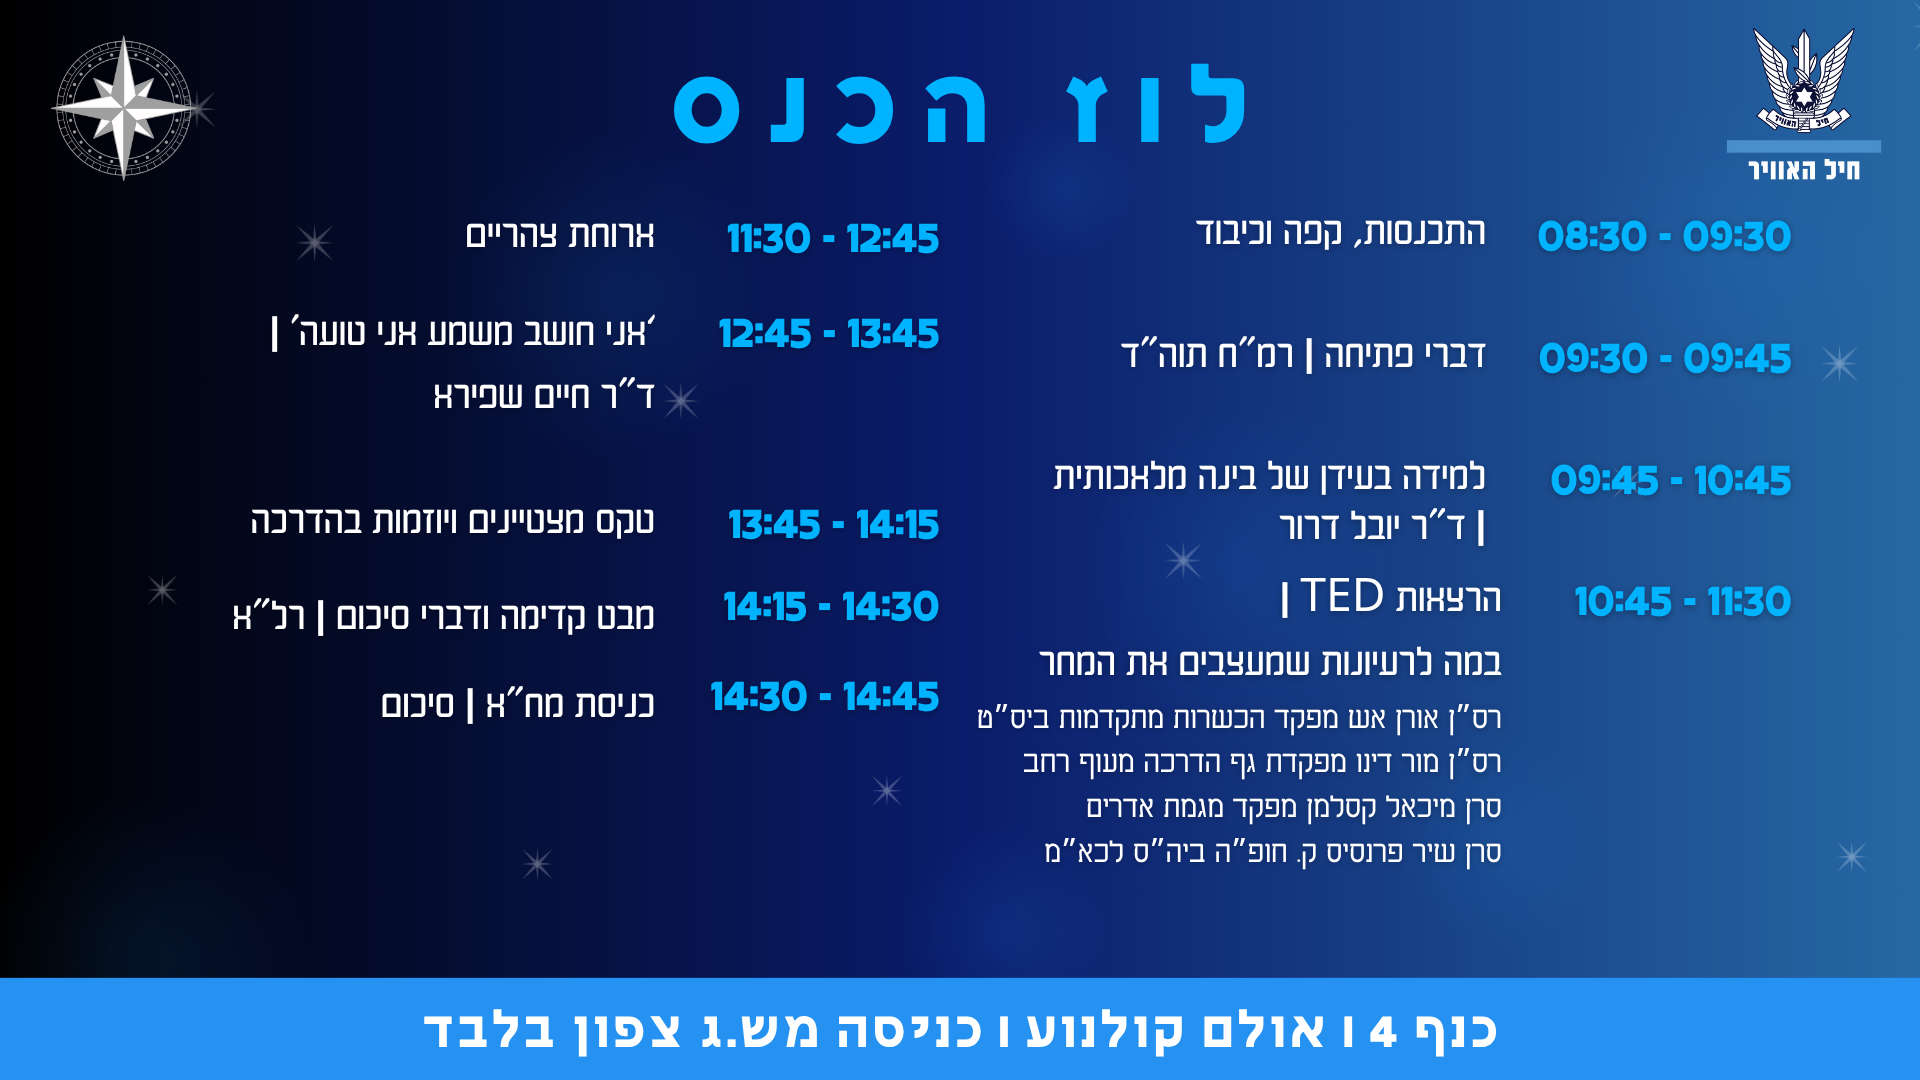 לוז הכנס
חיל האוויר
חיל האוויר
08:30 - 09:30 התכנסות, קפה וכיבוד
09:30 - 09:45 דברי פתיחה | רמ"ח תוה"ד
09:45 - 10:45 למידה בעידן של בינה מלאכותית
| ד"ר יובל דרור
10:45 - 11:30 הרצאות TED |
במה לרעיונות שמעצבים את המחר
רס"ן אורן אש מפקד הכשרות מתקדמות ביס"ט
רס"ן מור דינו מפקדת גף הדרכה מעוף רחב
סרן מיכאל קסלמן מפקד מגמת אדרים
סרן שיר פרנסיס ק. חופ"ה ביה"ס לכא"מ
11:30 - 12:45 ארוחת צהריים
12:45 - 13:45 'אני חושב משמע אני טועה' |
ד"ר חיים שפירא
13:45 - 14:15 טקס מצטיינים ויוזמות בהדרכה
14:15 - 14:30 מבט קדימה ודברי סיכום | רל"א
14:30 - 14:45 כניסת מח"א | סיכום
כנף 4 ו אולם קולנוע ו כניסה מש.ג צפון בלבד